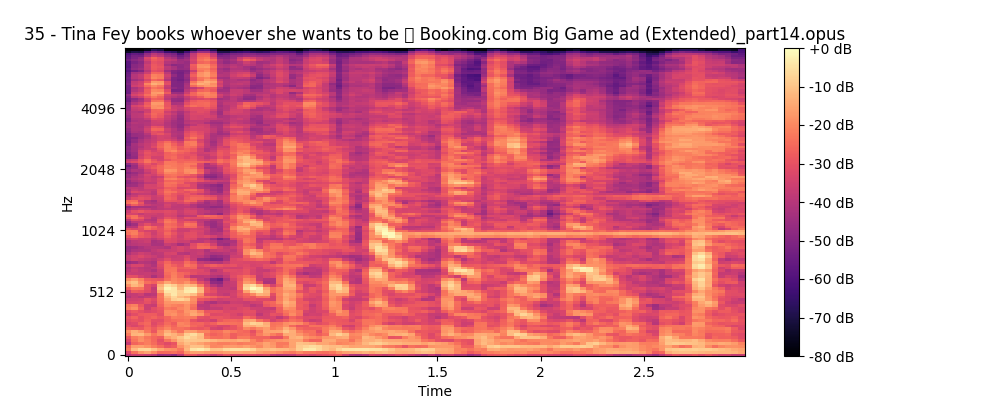 35 - Tina Fey books whoever she wants to be ▯ Booking.com Big Game ad (Extended)_part14.opus
+0 dB
-10 dB
-20 dB
-30 dB
-40 dB
-50 dB
-60 dB
-70 dB
-80 dB
4096
2048
1024
512
0
Hz
0
0.5
1
1.5
2
2.5
Time